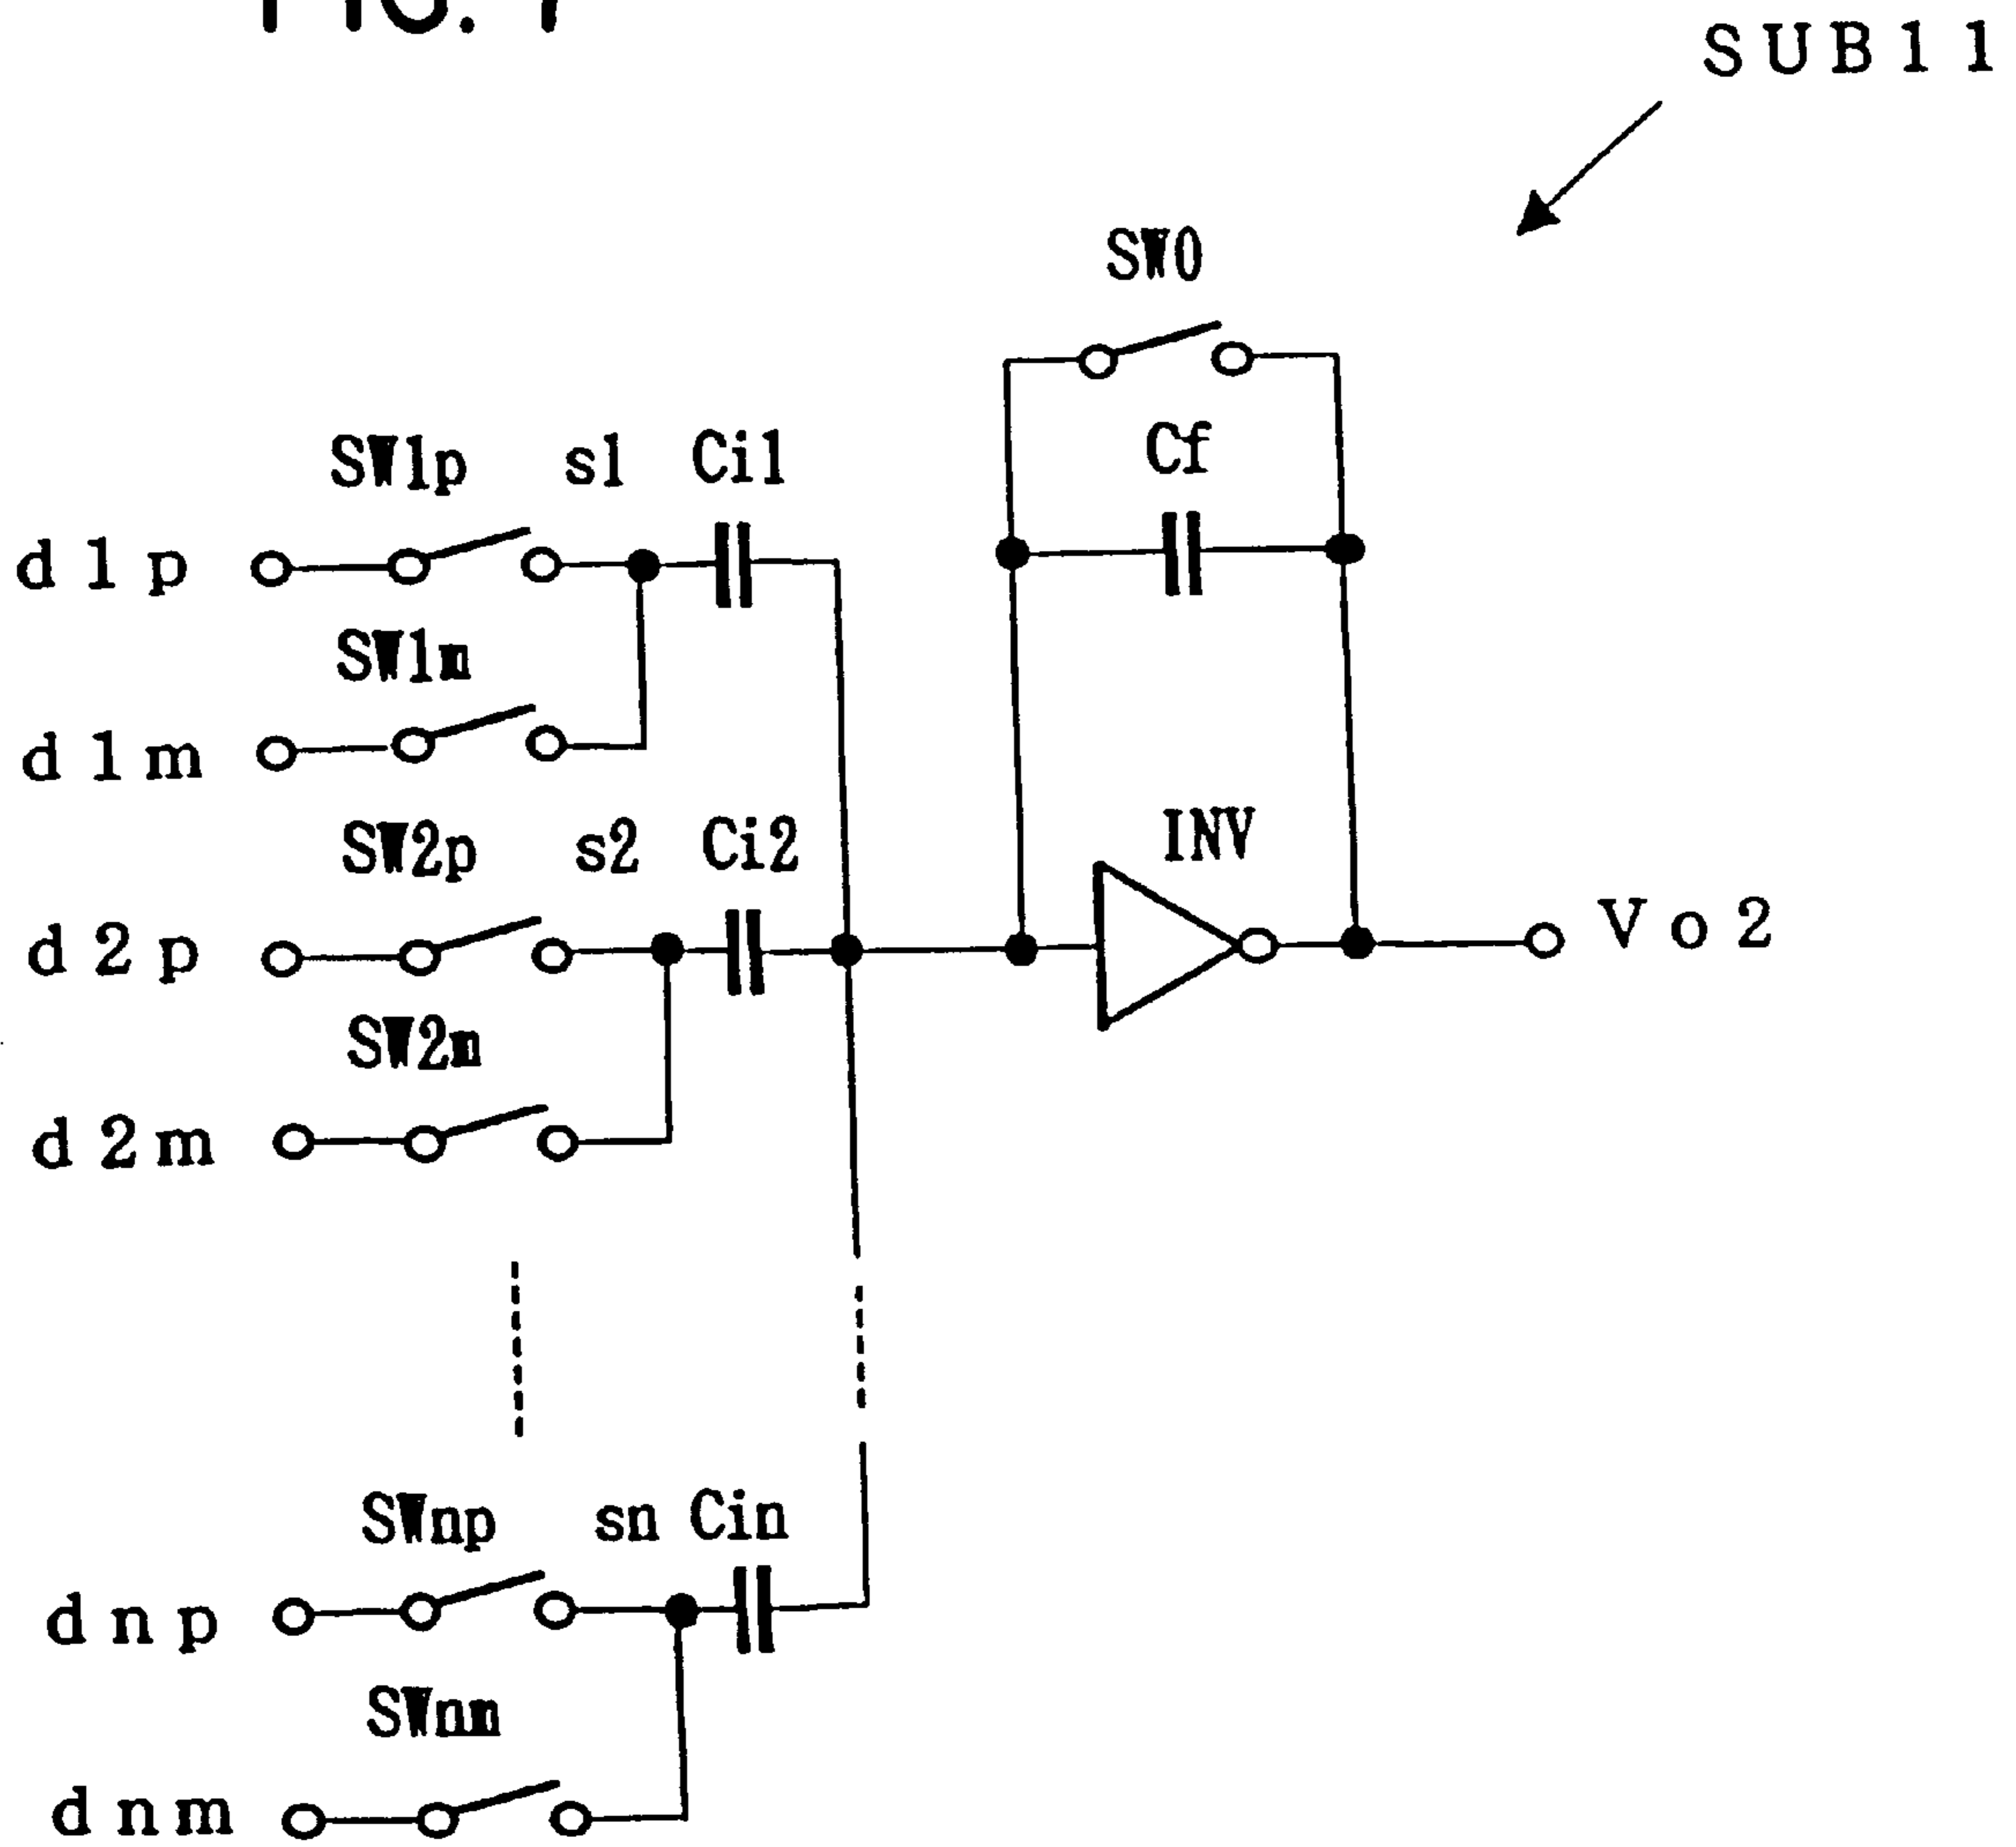 SUB11
SW0
Cf
SW1p s1 Ci1
d1p
SW1m
d1m
SW2p s2 Ci2
INV
d2p
Vo2
SW2m
d2m
SWnp sn Cin
dnp
SWnm
dnm